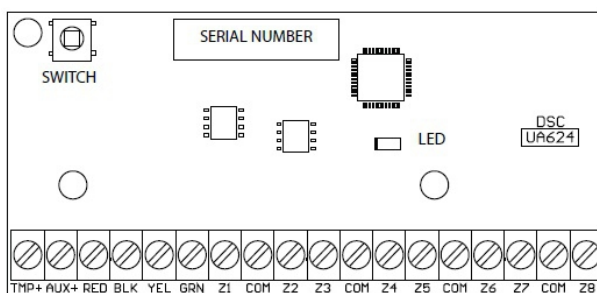 SERIAL NUMBER
SWITCH
DSC
UA624
LED
TMP+ AUX+ RED BLK YEL GRN Z1 COM Z2 Z3 COM Z4 Z5 COM Z6 Z7 COM Z8